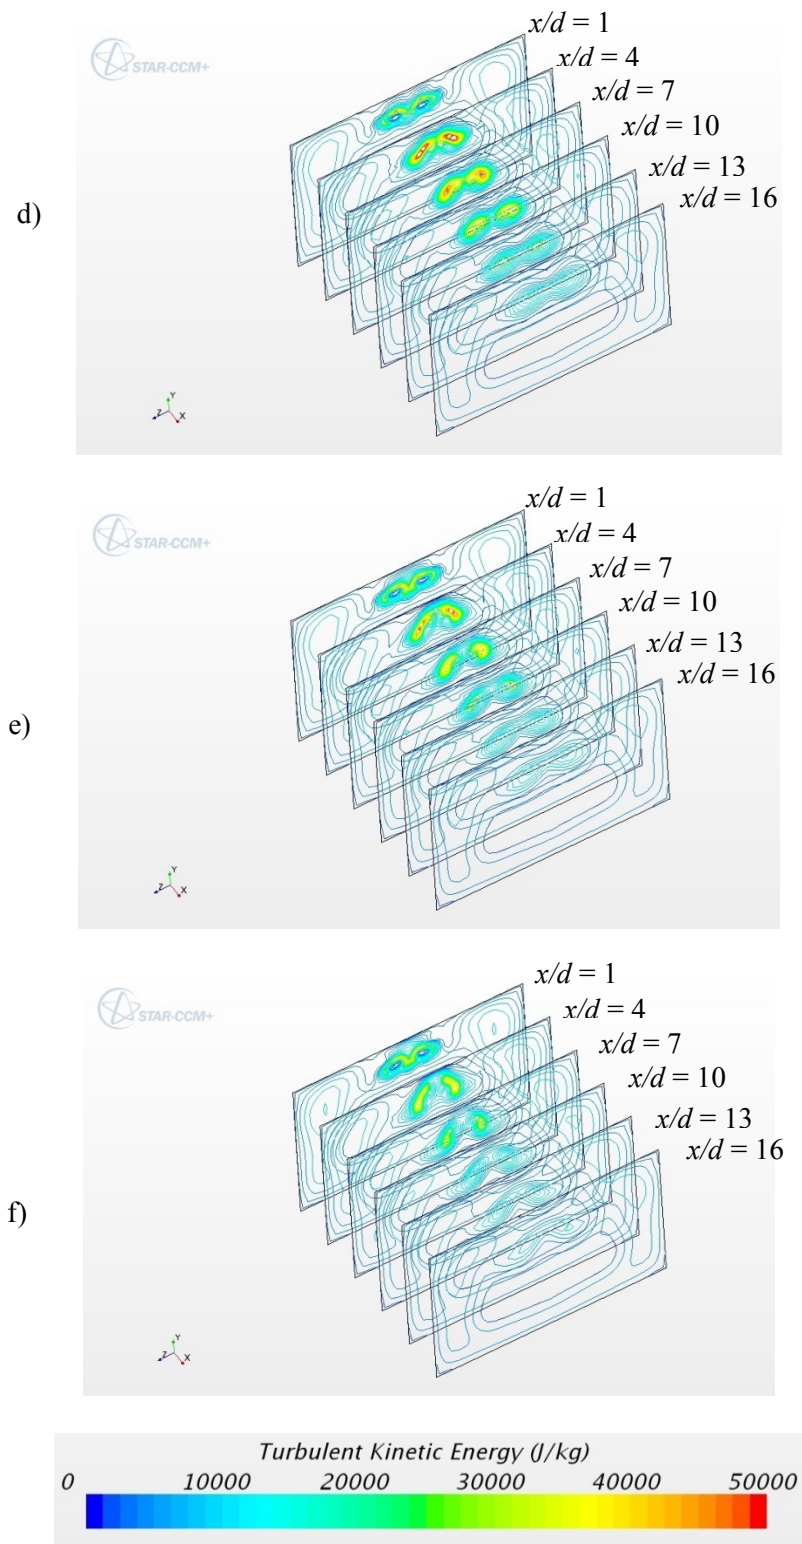 x/d = 1
x/d = 4
x/d = 7
x/d = 10
x/d = 13
x/d = 16
STAR-CCM+
d)
Y
Z
X
x/d = 1
x/d = 4
x/d = 7
x/d = 10
x/d = 13
x/d = 16
STAR-CCM+
e)
Y
Z
X
x/d = 1
x/d = 4
x/d = 7
x/d = 10
x/d = 13
x/d = 16
STAR-CCM+
f)
Y
Z
X
Turbulent Kinetic Energy (J/kg)
0 10000 20000 30000 40000 50000